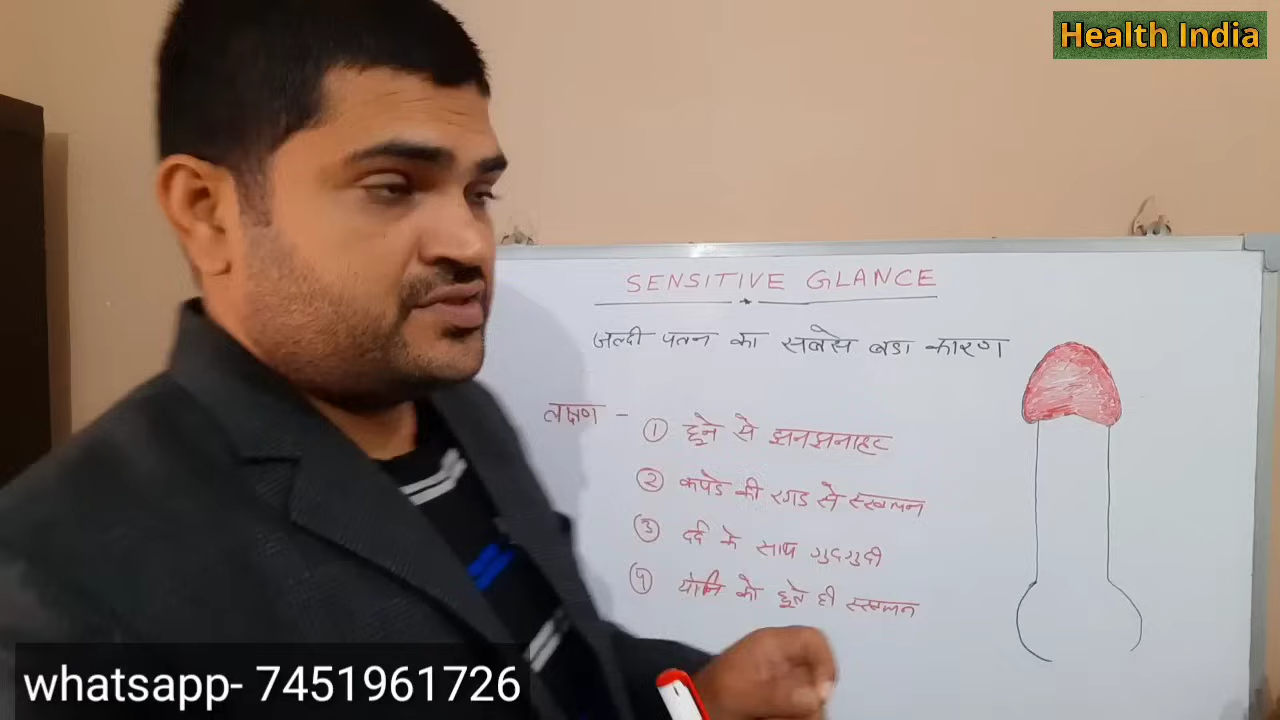 Health India
SENSITIVE GLANCE
जल्दी पतन का सबसे बडा कारण
लक्षण -
① छूने से झनझनाहट
② कपडे की रगड से स्खलन
③ दर्द के साथ गुदगुदी
④ योनि को छूते ही स्खलन
whatsapp- 7451961726